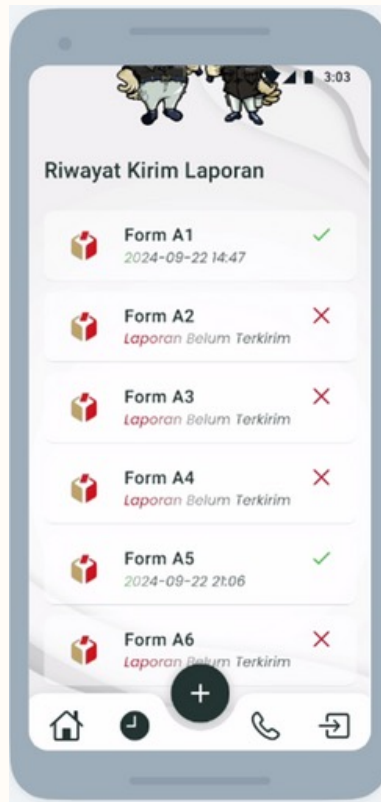 3:03
Riwayat Kirim Laporan
Form A1
2024-09-22 14:47
Form A2
Laporan Belum Terkirim
Form A3
Laporan Belum Terkirim
Form A4
Laporan Belum Terkirim
Form A5
2024-09-22 21:06
Form A6
Laporan Belum Terkirim